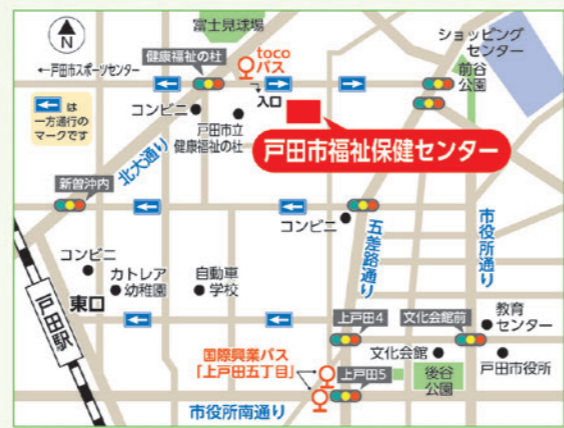 富士見球場
ショッピング
センター
N
健康福祉の杜
toco
バス
←戸田市スポーツセンター
前谷
公園
コンビニ
入口
は
一方通行の
マークです
戸田市立
健康福祉の杜
戸田市福祉保健センター
北大通り
新曽沖内
コンビニ
五差路通り
市役所通り
コンビニ
カトレア
幼稚園
自動車
学校
東口
戸田駅
上戸田4
文化会館前
教育
センター
文化会館
戸田市役所
国際興業バス
「上戸田五丁目」
上戸田5
後谷
公園
市役所南通り